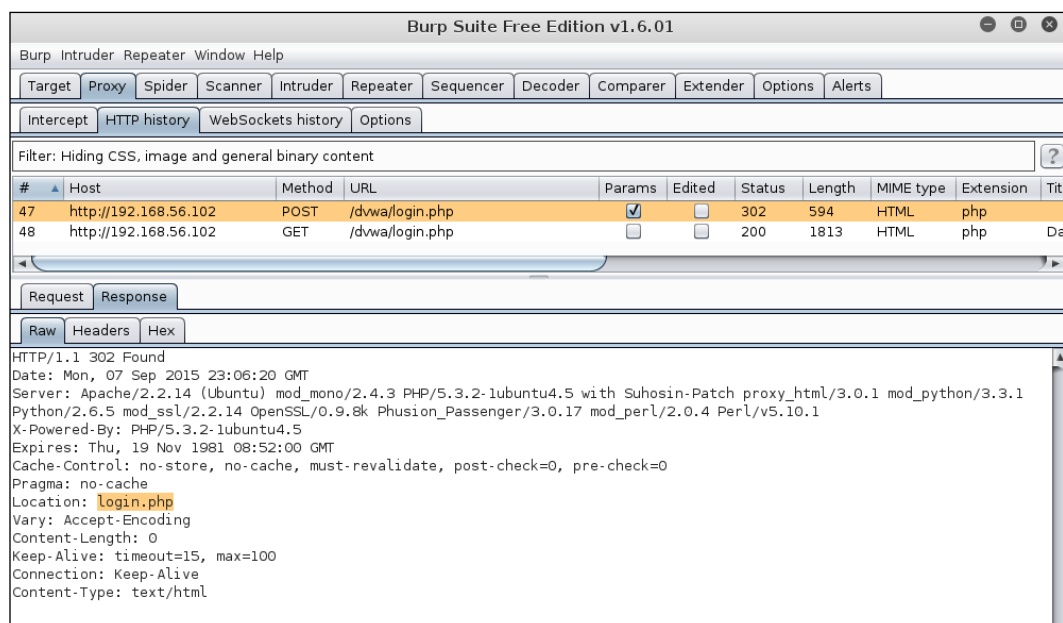 Burp Suite Free Edition v1.6.01
Burp Intruder Repeater Window Help
Target Proxy Spider Scanner Intruder Repeater Sequencer Decoder Comparer Extender Options Alerts
Intercept HTTP history WebSockets history Options
Filter: Hiding CSS, image and general binary content ?
# Host Method URL Params Edited Status Length MIME type Extension Tit
47 http://192.168.56.102 POST /dvwa/login.php 302 594 HTML php
48 http://192.168.56.102 GET /dvwa/login.php 200 1813 HTML php Da
Request Response
Raw Headers Hex
HTTP/1.1 302 Found
Date: Mon, 07 Sep 2015 23:06:20 GMT
Server: Apache/2.2.14 (Ubuntu) mod_mono/2.4.3 PHP/5.3.2-1ubuntu4.5 with Suhosin-Patch proxy_html/3.0.1 mod_python/3.3.1
Python/2.6.5 mod_ssl/2.2.14 OpenSSL/0.9.8k Phusion_Passenger/3.0.17 mod_perl/2.0.4 Perl/v5.10.1
X-Powered-By: PHP/5.3.2-1ubuntu4.5
Expires: Thu, 19 Nov 1981 08:52:00 GMT
Cache-Control: no-store, no-cache, must-revalidate, post-check=0, pre-check=0
Pragma: no-cache
Location: login.php
Vary: Accept-Encoding
Content-Length: 0
Keep-Alive: timeout=15, max=100
Connection: Keep-Alive
Content-Type: text/html